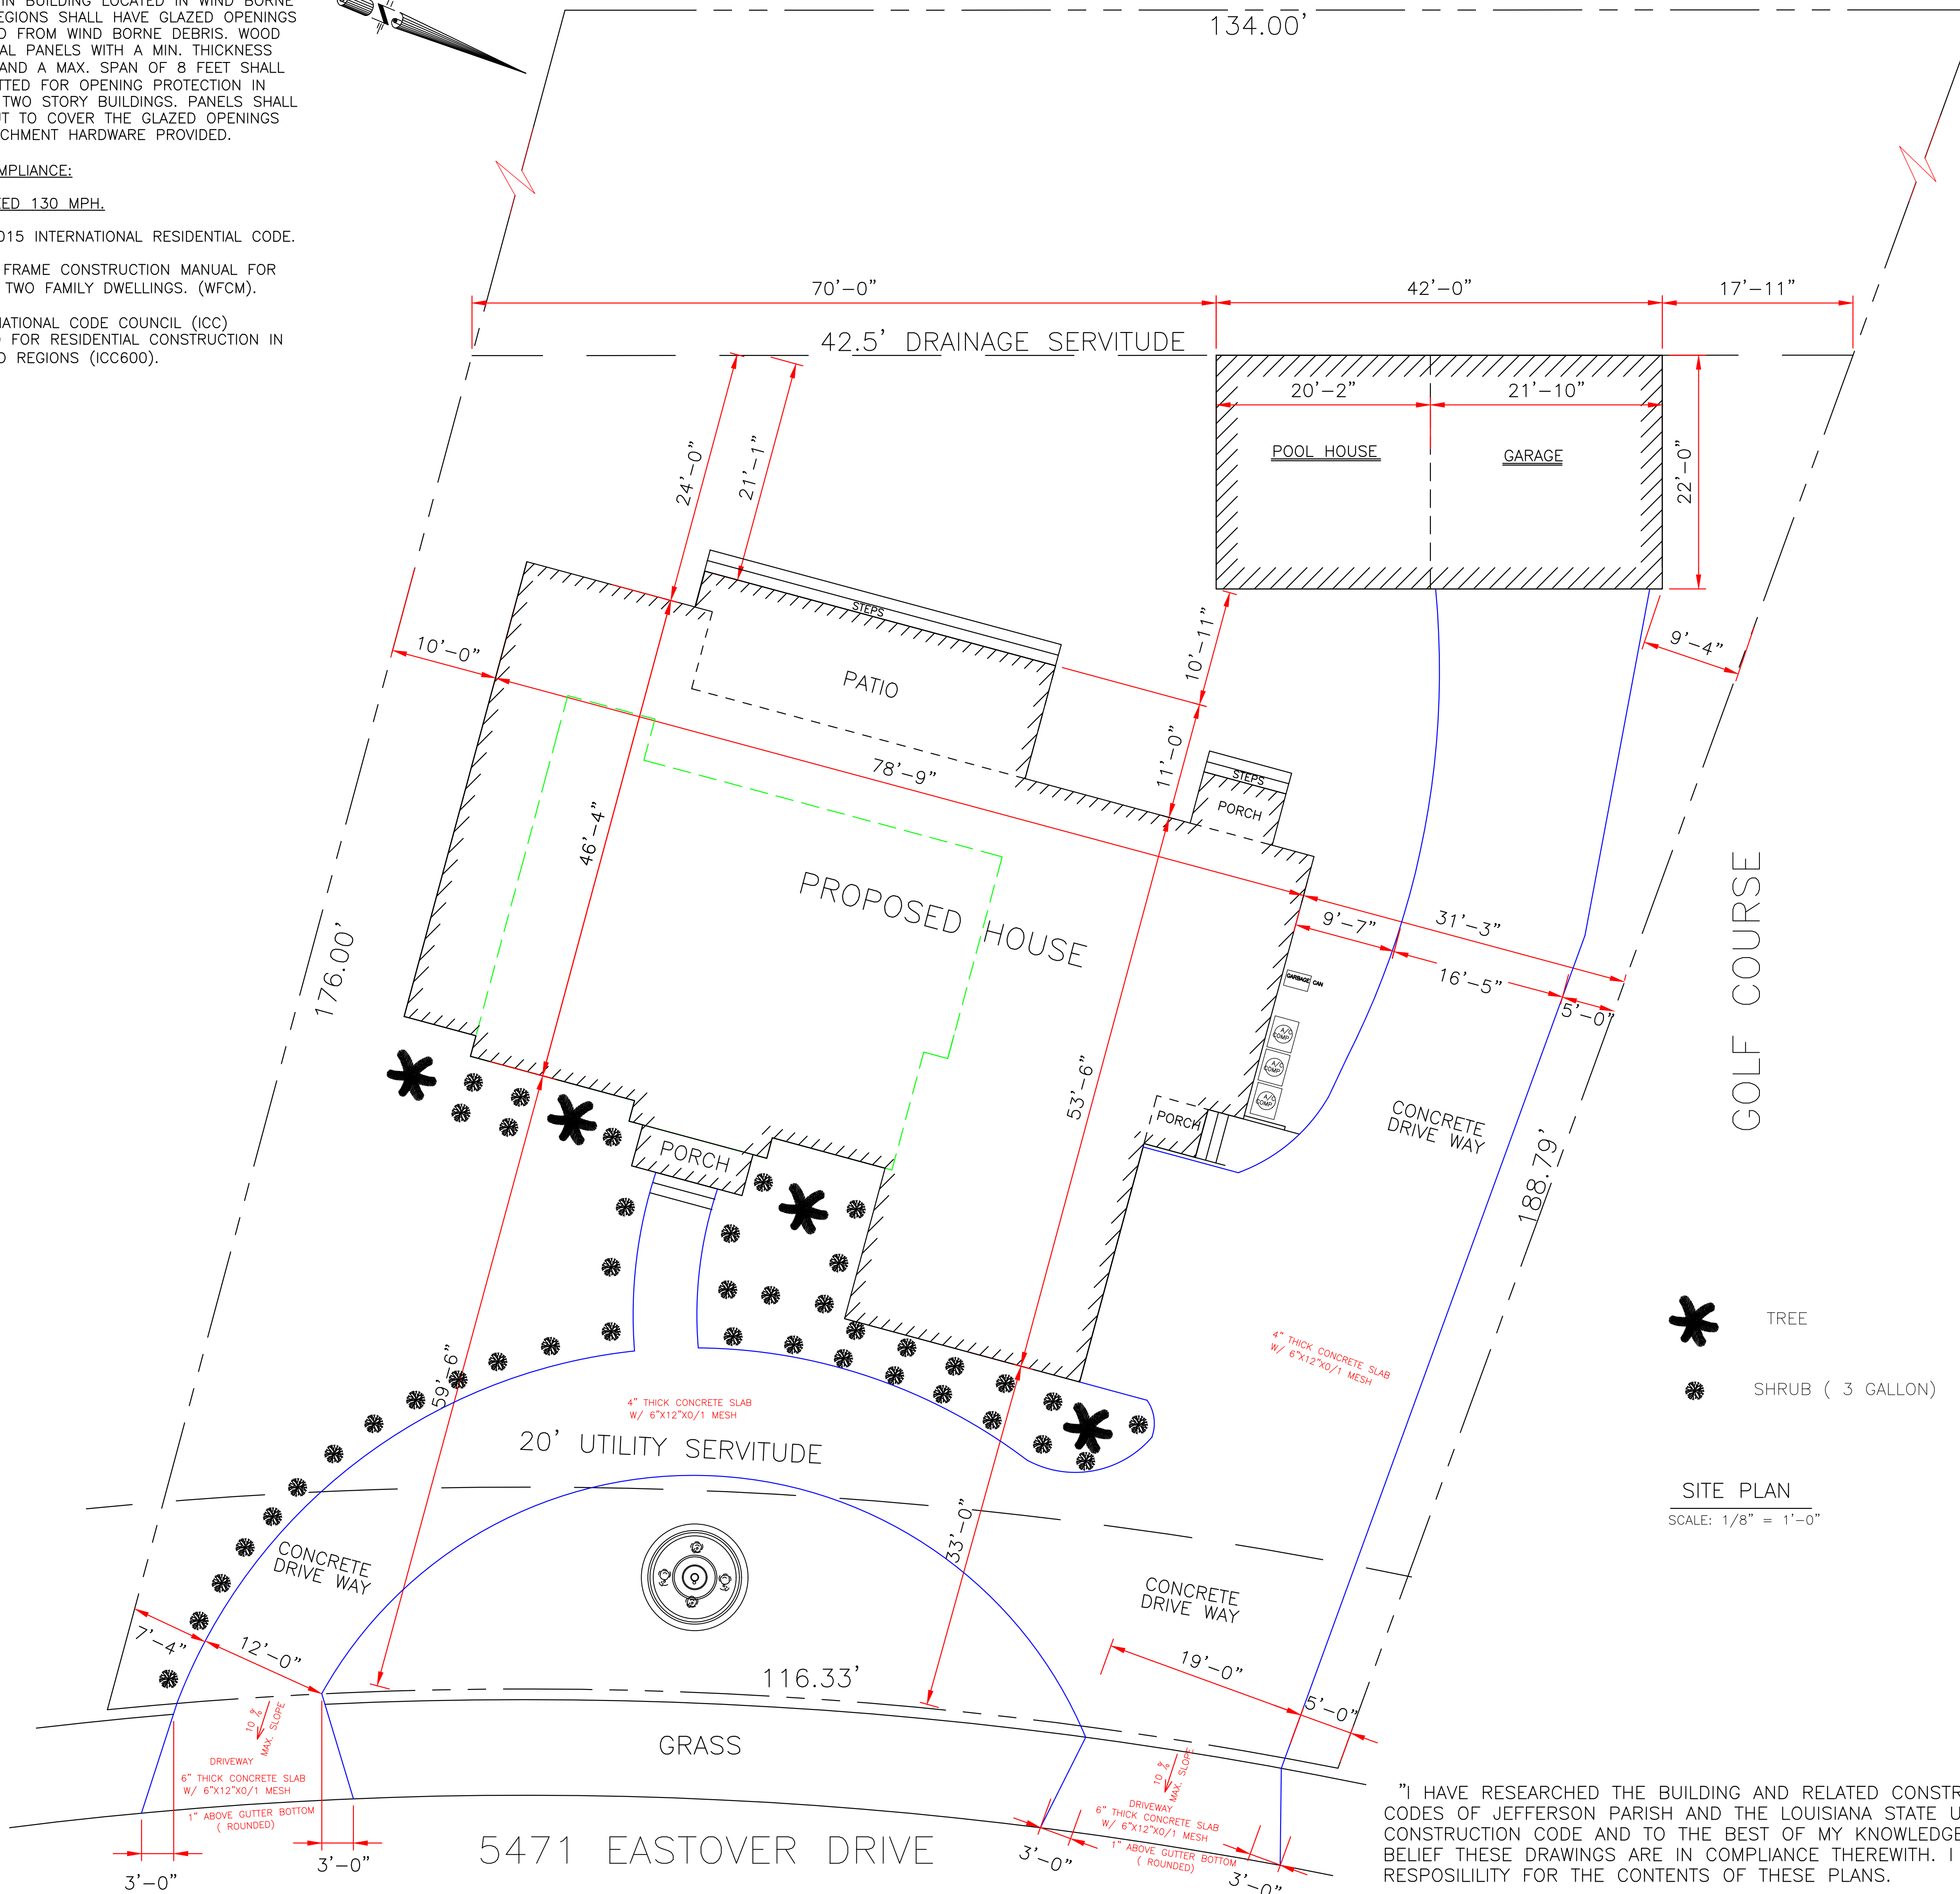 IN BUILDING LOCATED IN WIND BORNE
EGIONS SHALL HAVE GLAZED OPENINGS
D FROM WIND BORNE DEBRIS. WOOD
AL PANELS WITH A MIN. THICKNESS
AND A MAX. SPAN OF 8 FEET SHALL
TTED FOR OPENING PROTECTION IN
TWO STORY BUILDINGS. PANELS SHALL
UT TO COVER THE GLAZED OPENINGS
CHMENT HARDWARE PROVIDED.
MPLIANCE:
EED 130 MPH.
015 INTERNATIONAL RESIDENTIAL CODE.
FRAME CONSTRUCTION MANUAL FOR
TWO FAMILY DWELLINGS. (WFCM).
NATIONAL CODE COUNCIL (ICC)
D FOR RESIDENTIAL CONSTRUCTION IN
D REGIONS (ICC600).
N
134.00'
70'-0"
42'-0"
17'-11"
42.5' DRAINAGE SERVITUDE
20'-2"
21'-10"
POOL HOUSE
GARAGE
22'-0"
24'-0"
21'-1"
STEPS
10'-11"
9'-4"
10'-0"
PATIO
11'-0"
78'-9"
STEPS
PORCH
46'-4"
PROPOSED HOUSE
9'-7"
31'-3"
16'-5"
5'-0"
GARBAGE CAN
176.00'
GOLF COURSE
A/C
COMP.
A/C
COMP.
A/C
COMP.
53'-6"
PORCH
CONCRETE
DRIVE WAY
188.79'
PORCH
TREE
SHRUB ( 3 GALLON)
4" THICK CONCRETE SLAB
W/ 6"X12"X0/1 MESH
59'-6"
4" THICK CONCRETE SLAB
W/ 6"X12"X0/1 MESH
20' UTILITY SERVITUDE
SITE PLAN
SCALE: 1/8" = 1'-0"
33'-0"
CONCRETE
DRIVE WAY
CONCRETE
DRIVE WAY
7'-4"
12'-0"
19'-0"
5'-0"
116.33'
10 %
MAX. SLOPE
GRASS
DRIVEWAY
6" THICK CONCRETE SLAB
W/ 6"X12"X0/1 MESH
1" ABOVE GUTTER BOTTOM
( ROUNDED)
10 %
MAX. SLOPE
DRIVEWAY
6" THICK CONCRETE SLAB
W/ 6"X12"X0/1 MESH
1" ABOVE GUTTER BOTTOM
( ROUNDED)
5471 EASTOVER DRIVE
3'-0"
3'-0"
3'-0"
3'-0"
"I HAVE RESEARCHED THE BUILDING AND RELATED CONSTR
CODES OF JEFFERSON PARISH AND THE LOUISIANA STATE U
CONSTRUCTION CODE AND TO THE BEST OF MY KNOWLEDGE
BELIEF THESE DRAWINGS ARE IN COMPLIANCE THEREWITH. I
RESPOSILILITY FOR THE CONTENTS OF THESE PLANS.